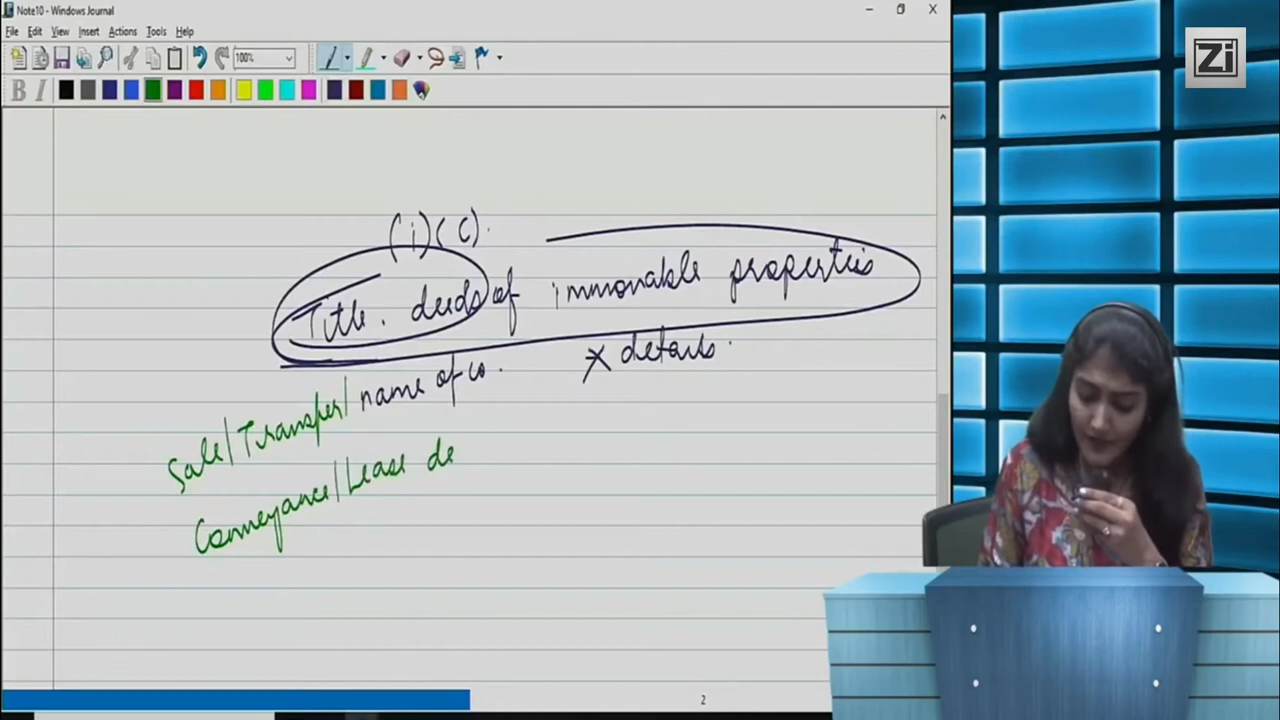 Note10 - Windows Journal
File Edit View Insert Actions Tools Help
100%
B I
Zi
(i)(c).
Title deeds of immovable properties
name of co. X details.
Sale/Transfer/
Conveyance/Lease de
2